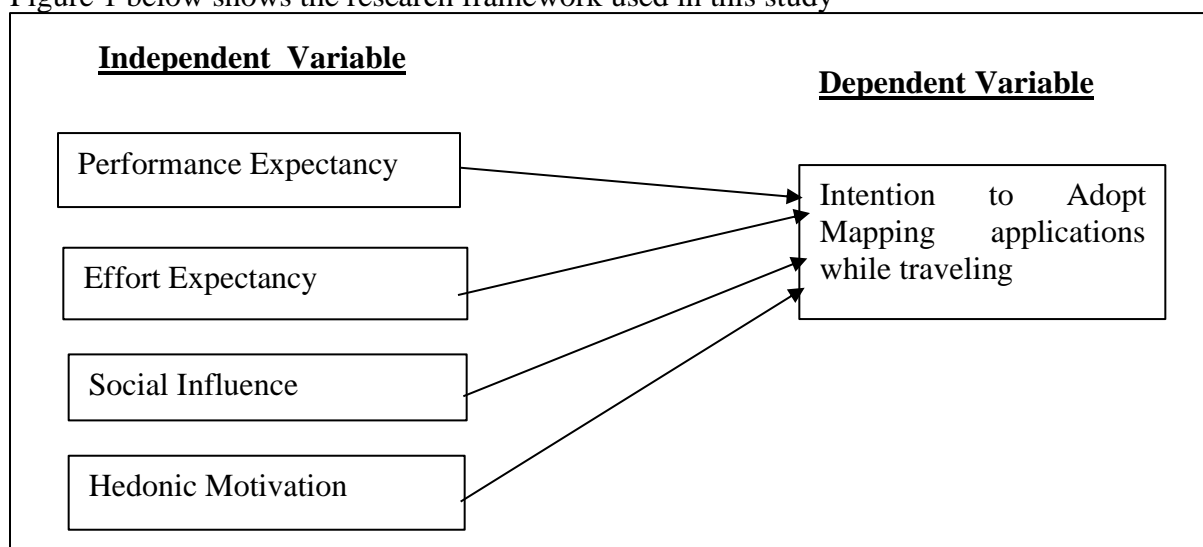 Figure 1 below shows the research framework used in this study
Independent Variable
Dependent Variable
Performance Expectancy
Intention to Adopt
Mapping applications
while traveling
Effort Expectancy
Social Influence
Hedonic Motivation